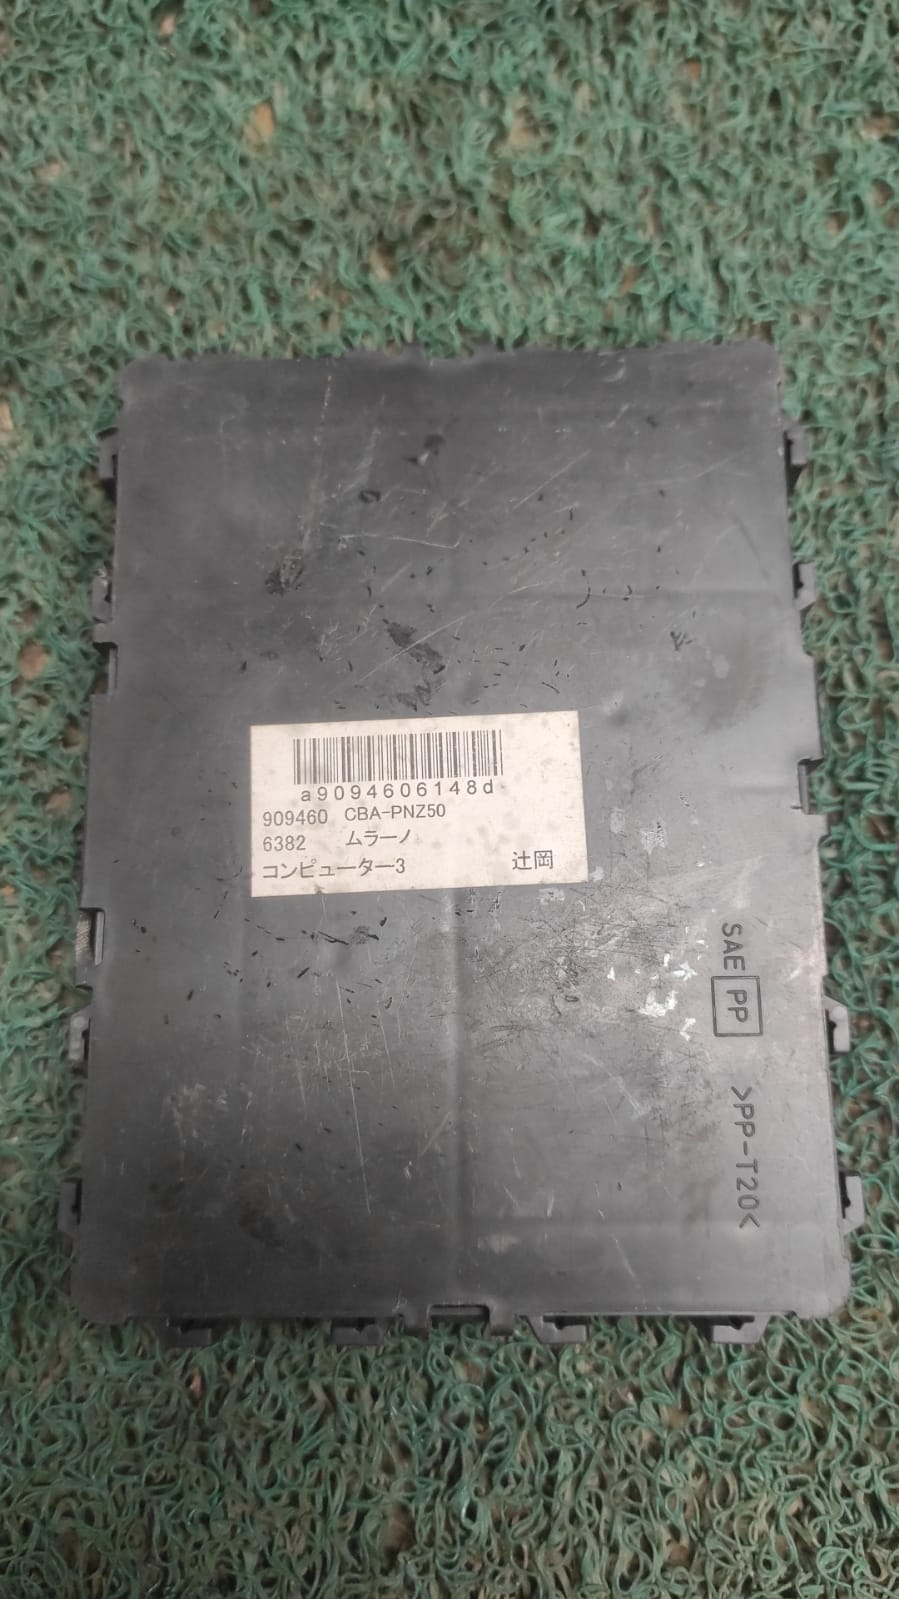 a9094606148d
909460 CBA-PNZ50
6382 ムラーノ
コンピューター3 辻岡
SAE PP
>PP-T20<